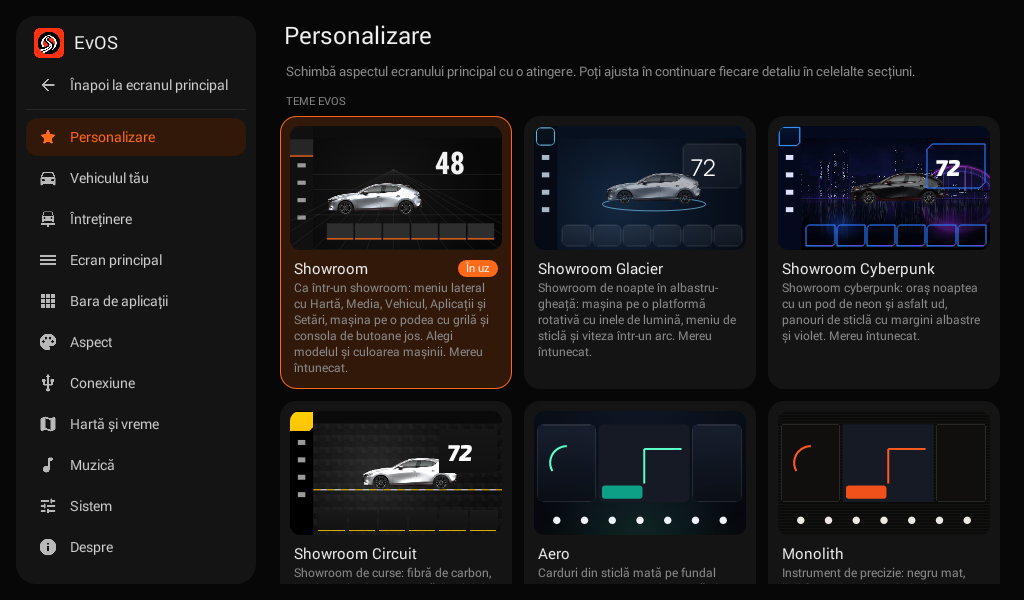 EvOS
Înapoi la ecranul principal
Personalizare
Vehiculul tău
Întreținere
Ecran principal
Bara de aplicații
Aspect
Conexiune
Hartă și vreme
Muzică
Sistem
Despre
Personalizare
Schimbă aspectul ecranului principal cu o atingere. Poți ajusta în continuare fiecare detaliu în celelalte secțiuni.
TEME EVOS
48
Showroom
În uz
Ca într-un showroom: meniu lateral
cu Hartă, Media, Vehicul, Aplicații și
Setări, mașina pe o podea cu grilă și
consola de butoane jos. Alegi
modelul și culoarea mașinii. Mereu
întunecat.
72
Showroom Glacier
Showroom de noapte în albastru-
gheață: mașina pe o platformă
rotativă cu inele de lumină, meniu de
sticlă și viteza într-un arc. Mereu
întunecat.
72
Showroom Cyberpunk
Showroom cyberpunk: oraș noaptea
cu un pod de neon și asfalt ud,
panouri de sticlă cu margini albastre
și violet. Mereu întunecat.
72
Showroom Circuit
Showroom de curse: fibră de carbon,
Aero
Carduri din sticlă mată pe fundal
Monolith
Instrument de precizie: negru mat,